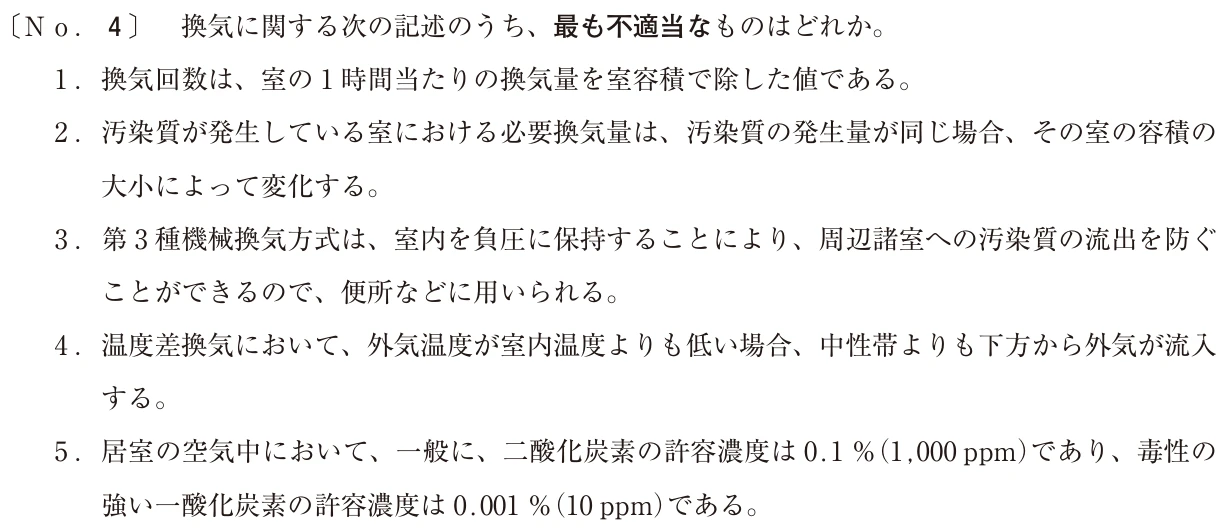 〔Ｎｏ．　4〕　換気に関する次の記述のうち、最も不適当なものはどれか。
１．換気回数は、室の１時間当たりの換気量を室容積で除した値である。
２．汚染質が発生している室における必要換気量は、汚染質の発生量が同じ場合、その室の容積の
大小によって変化する。
３．第３種機械換気方式は、室内を負圧に保持することにより、周辺諸室への汚染質の流出を防ぐ
ことができるので、便所などに用いられる。
４．温度差換気において、外気温度が室内温度よりも低い場合、中性帯よりも下方から外気が流入
する。
５．居室の空気中において、一般に、二酸化炭素の許容濃度は 0.1 %(1,000 ppm)であり、毒性の
強い一酸化炭素の許容濃度は 0.001 %(10 ppm)である。